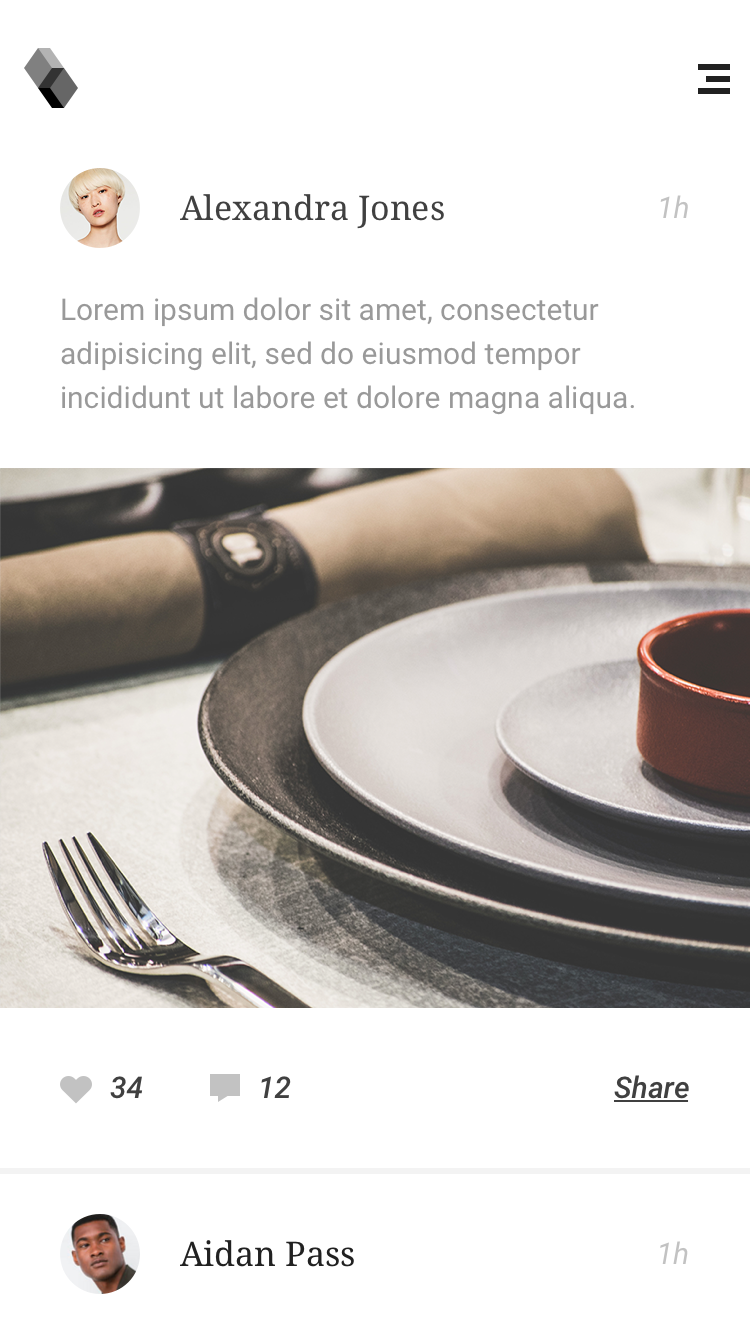 Alexandra Jones
1h
Lorem ipsum dolor sit amet, consectetur
adipisicing elit, sed do eiusmod tempor
incididunt ut labore et dolore magna aliqua.
34
12
Share
Aidan Pass
1h